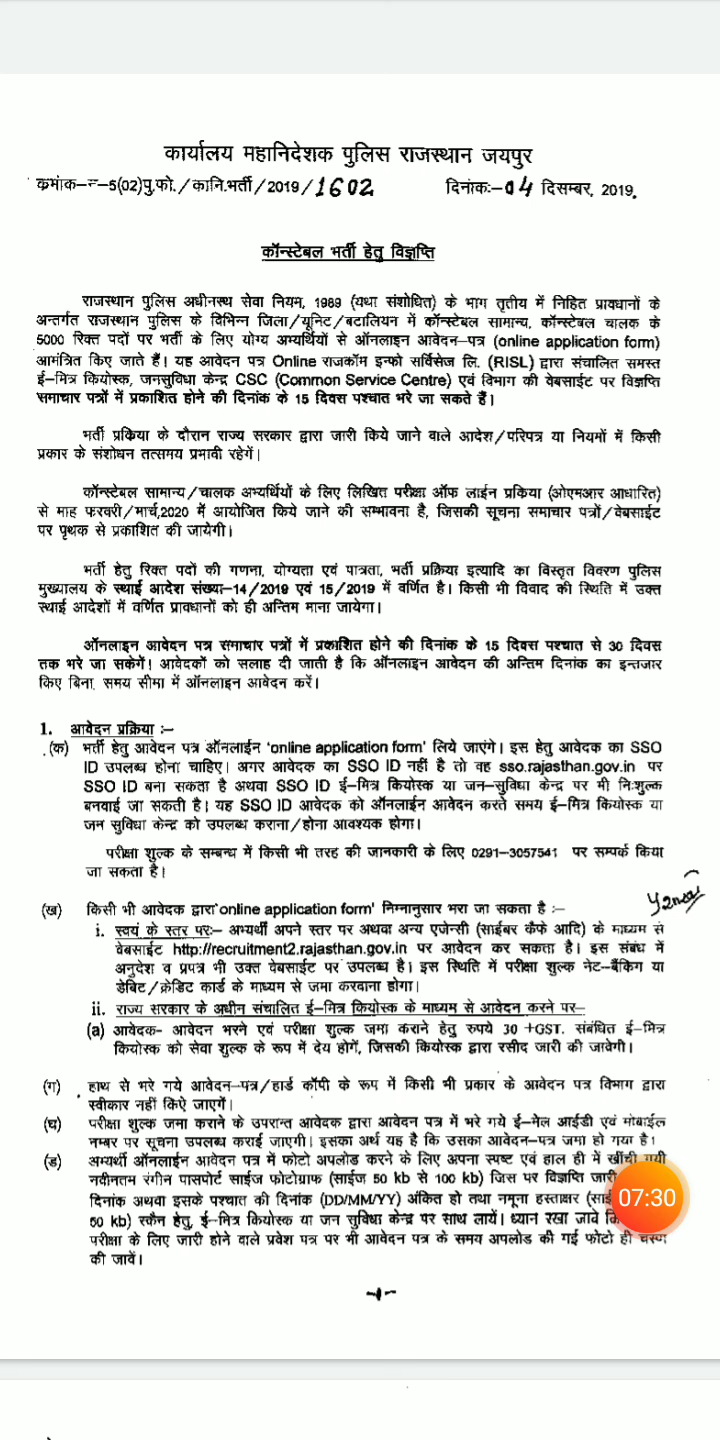 कार्यालय महानिदेशक पुलिस राजस्थान जयपुर
क्रमांक-न-5(02)पु.फो./कानि.भर्ती/2019/1602 दिनांकः-04 दिसम्बर, 2019.
कॉन्स्टेबल भर्ती हेतु विज्ञप्ति
राजस्थान पुलिस अधीनस्थ सेवा नियम, 1989 (यथा संशोधित) के भाग तृतीय में निहित प्रावधानों के
अन्तर्गत राजस्थान पुलिस के विभिन्न जिला/यूनिट/बटालियन में कॉन्स्टेबल सामान्य, कॉन्स्टेबल चालक के
5000 रिक्त पदों पर भर्ती के लिए योग्य अभ्यर्थियों से ऑनलाइन आवेदन-पत्र (online application form)
आमंत्रित किए जाते हैं। यह आवेदन पत्र Online राजकॉम इन्फो सर्विसेज लि. (RISL) द्वारा संचालित समस्त
ई-मित्र कियोस्क, जनसुविधा केन्द्र CSC (Common Service Centre) एवं विभाग की वेबसाईट पर विज्ञप्ति
समाचार पत्रों में प्रकाशित होने की दिनांक के 15 दिवस पश्चात भरे जा सकते हैं।
भर्ती प्रक्रिया के दौरान राज्य सरकार द्वारा जारी किये जाने वाले आदेश/परिपत्र या नियमों में किसी
प्रकार के संशोधन तत्समय प्रभावी रहेगें।
कॉन्स्टेबल सामान्य/चालक अभ्यर्थियों के लिए लिखित परीक्षा ऑफ लाईन प्रकिया (ओएमआर आधारित)
से माह फरवरी/मार्च,2020 में आयोजित किये जाने की सम्भावना है, जिसकी सूचना समाचार पत्रों/वेबसाईट
पर पृथक से प्रकाशित की जायेगी।
भर्ती हेतु रिक्त पदों की गणना, योग्यता एवं पात्रता, भर्ती प्रक्रिया इत्यादि का विस्तृत विवरण पुलिस
मुख्यालय के स्थाई आदेश संख्या-14/2019 एवं 15/2019 में वर्णित है। किसी भी विवाद की स्थिति में उक्त
स्थाई आदेशों में वर्णित प्रावधानों को ही अन्तिम माना जायेगा।
ऑनलाइन आवेदन पत्र समाचार पत्रों में प्रकाशित होने की दिनांक के 15 दिवस पश्चात से 30 दिवस
तक भरे जा सकेगें! आवेदकों को सलाह दी जाती है कि ऑनलाइन आवेदन की अन्तिम दिनांक का इन्तजार
किए बिना समय सीमा में ऑनलाइन आवेदन करें।
1. आवेदन प्रक्रिया :-
(क) भर्ती हेतु आवेदन पत्र ऑनलाईन 'online application form' लिये जाएंगे। इस हेतु आवेदक का SSO
ID उपलब्ध होना चाहिए। अगर आवेदक का SSO ID नहीं है तो वह sso.rajasthan.gov.in पर
SSO ID बना सकता है अथवा SSO ID ई-मित्र कियोस्क या जन-सुविधा केन्द्र पर भी निःशुल्क
बनवाई जा सकती है। यह SSO ID आवेदक को ऑनलाईन आवेदन करते समय ई-मित्र कियोस्क या
जन सुविधा केन्द्र को उपलब्ध कराना/होना आवश्यक होगा।
परीक्षा शुल्क के सम्बन्ध में किसी भी तरह की जानकारी के लिए 0291-3057541 पर सम्पर्क किया
जा सकता है।
(ख) किसी भी आवेदक द्वारा'online application form' निम्नानुसार भरा जा सकता है :-
i. स्वयं के स्तर परः- अभ्यर्थी अपने स्तर पर अथवा अन्य एजेन्सी (साईबर कैफे आदि) के माध्यम से
वेबसाईट http://recruitment2.rajasthan.gov.in पर आवेदन कर सकता है। इस संबंध में
अनुदेश व प्रपत्र भी उक्त वेबसाईट पर उपलब्ध है। इस स्थिति में परीक्षा शुल्क नेट-बैंकिग या
डेबिट/क्रेडिट कार्ड के माध्यम से जमा करवाना होगा।
ii. राज्य सरकार के अधीन संचालित ई-मित्र कियोस्क के माध्यम से आवेदन करने पर-
(a) आवेदक- आवेदन भरने एवं परीक्षा शुल्क जमा कराने हेतु रुपये 30 +GST. संबंधित ई-मित्र
कियोस्क को सेवा शुल्क के रूप में देय होगें, जिसकी कियोस्क द्वारा रसीद जारी की जावेगी।
(ग) हाथ से भरे गये आवेदन-पत्र/हार्ड कॉपी के रूप में किसी भी प्रकार के आवेदन पत्र विभाग द्वारा
स्वीकार नहीं किऐ जाएगें।
(घ) परीक्षा शुल्क जमा कराने के उपरान्त आवेदक द्वारा आवेदन पत्र में भरे गये ई-मेल आईडी एवं मोबाईल
नम्बर पर सूचना उपलब्ध कराई जाएगी। इसका अर्थ यह है कि उसका आवेदन-पत्र जमा हो गया है।
(ड) अभ्यर्थी ऑनलाईन आवेदन पत्र में फोटो अपलोड करने के लिए अपना स्पष्ट एवं हाल ही में खींची गयी
नवीनतम रंगीन पासपोर्ट साईज फोटोग्राफ (साईज 50 kb से 100 kb) जिस पर विज्ञप्ति जारी
दिनांक अथवा इसके पश्चात की दिनांक (DD/MM/YY) अंकित हो तथा नमूना हस्ताक्षर
07:30
50 kb) स्कैन हेतु, ई-मित्र कियोस्क या जन सुविधा केन्द्र पर साथ लायें। ध्यान रखा जावे
परीक्षा के लिए जारी होने वाले प्रवेश पत्र पर भी आवेदन पत्र के समय अपलोड की गई फोटो ही चस्पा
की जावें।
-1-